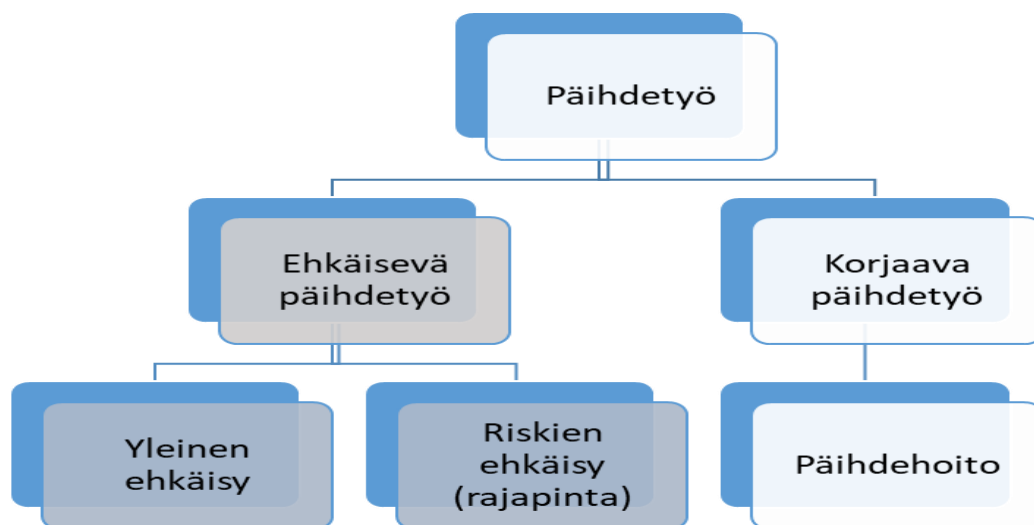 Päihdetyö
Ehkäisevä
päihdetyö
Korjaava
päihdetyö
Yleinen
ehkäisy
Riskien
ehkäisy
(rajapinta)
Päihdehoito